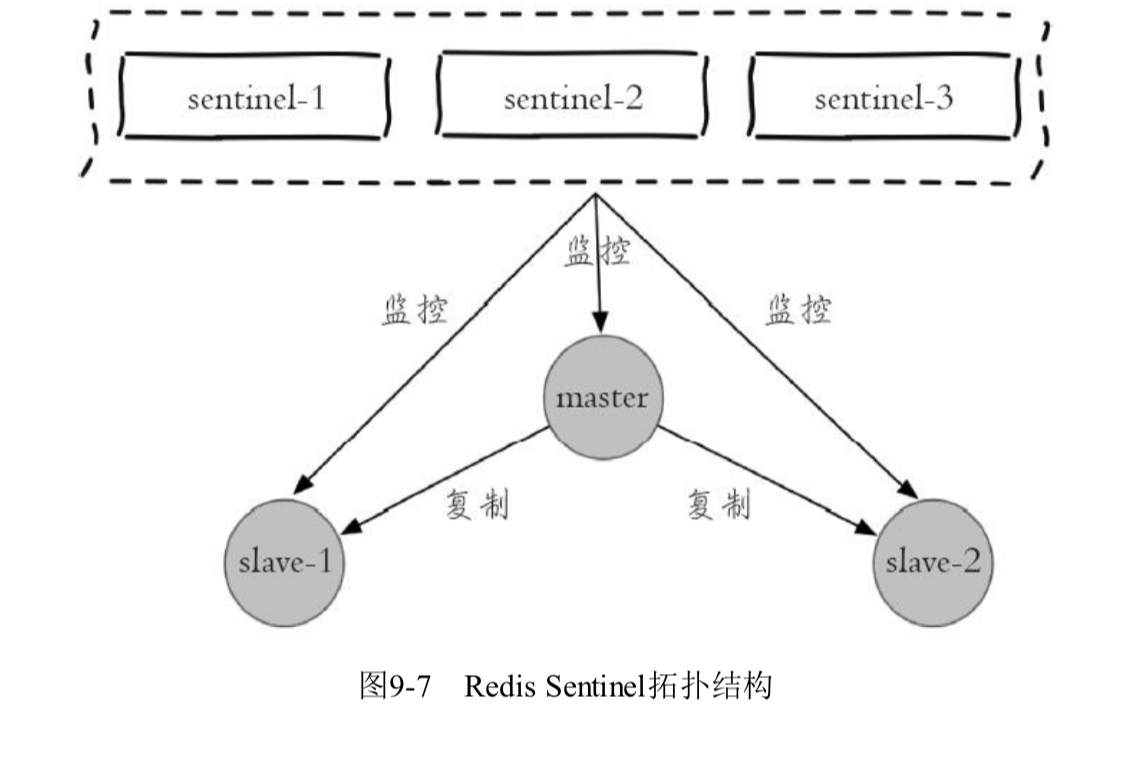 sentinel-1
sentinel-2
sentinel-3
监控
监控
监控
master
复制
复制
slave-1
slave-2
图9-7 Redis Sentinel拓扑结构